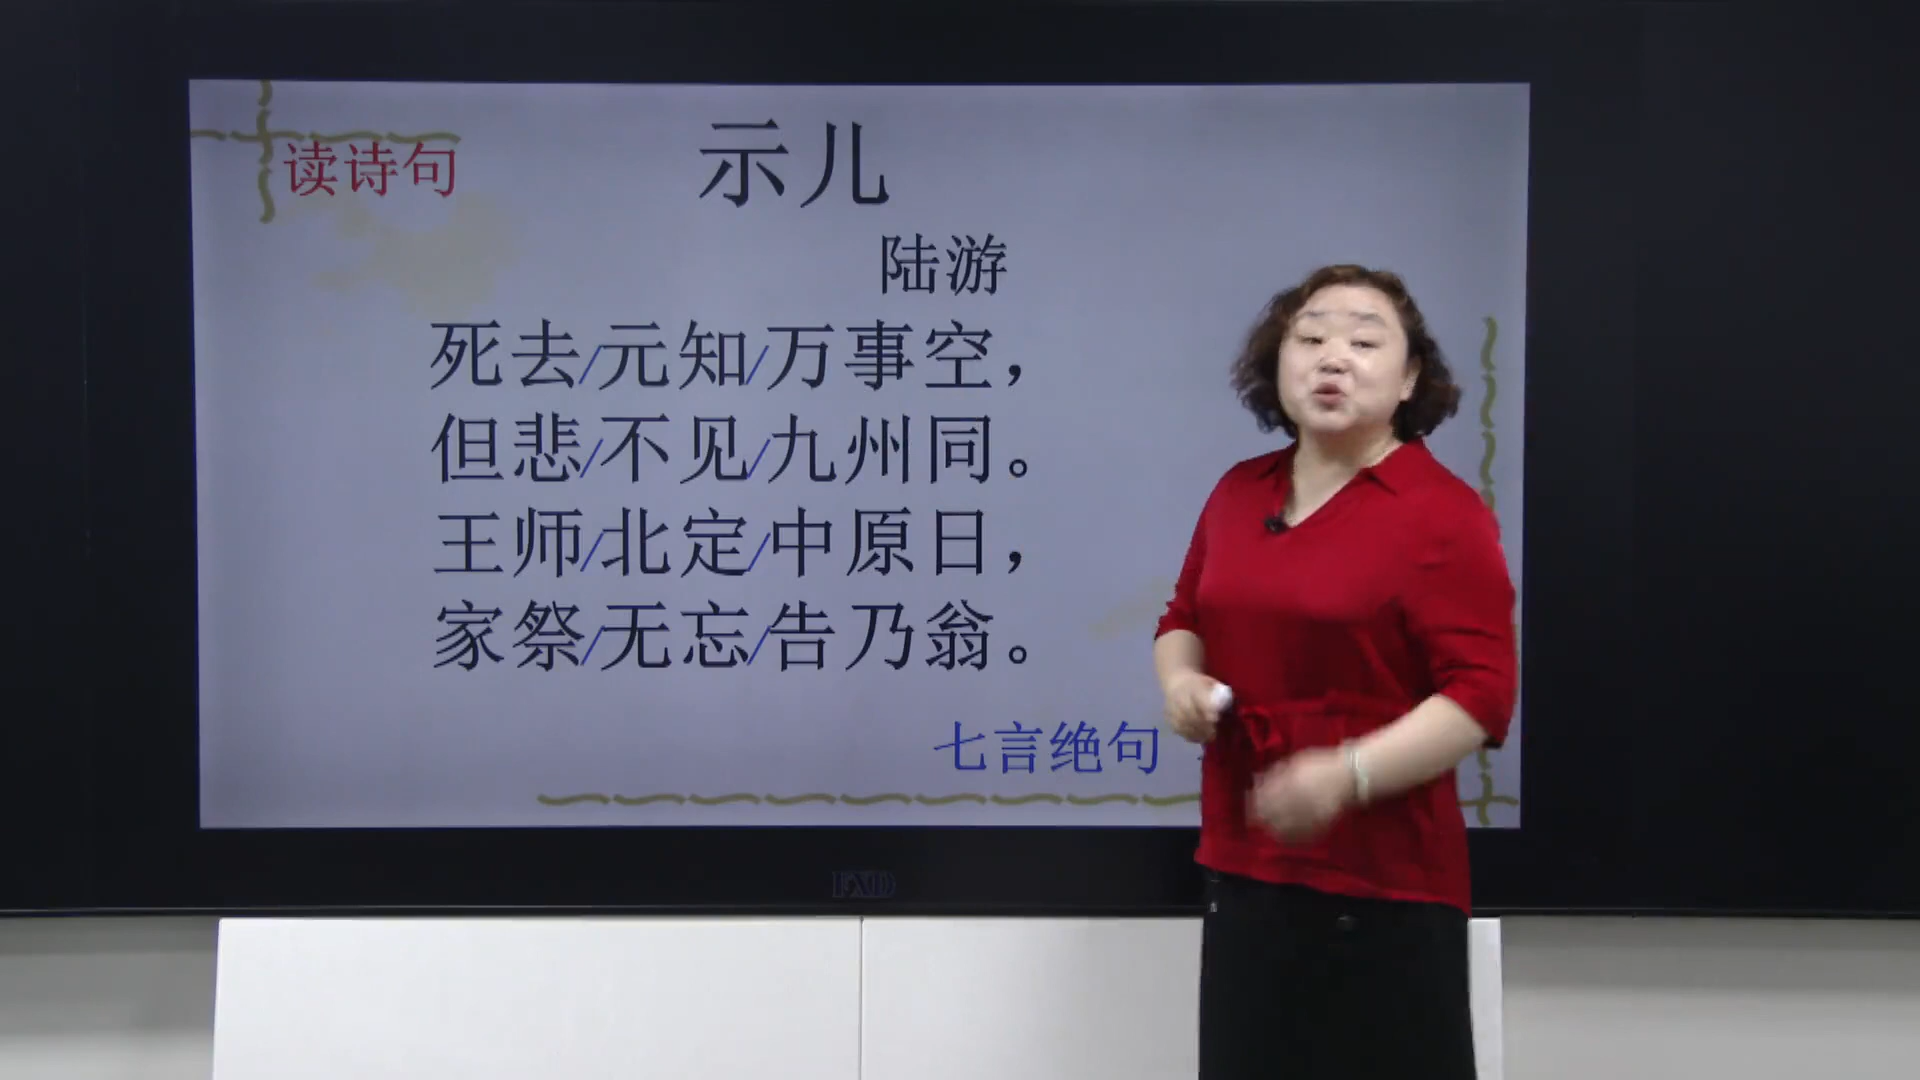 读诗句
示儿
陆游
死去/元知/万事空，
但悲/不见/九州同。
王师/北定/中原日，
家祭/无忘/告乃翁。
七言绝句